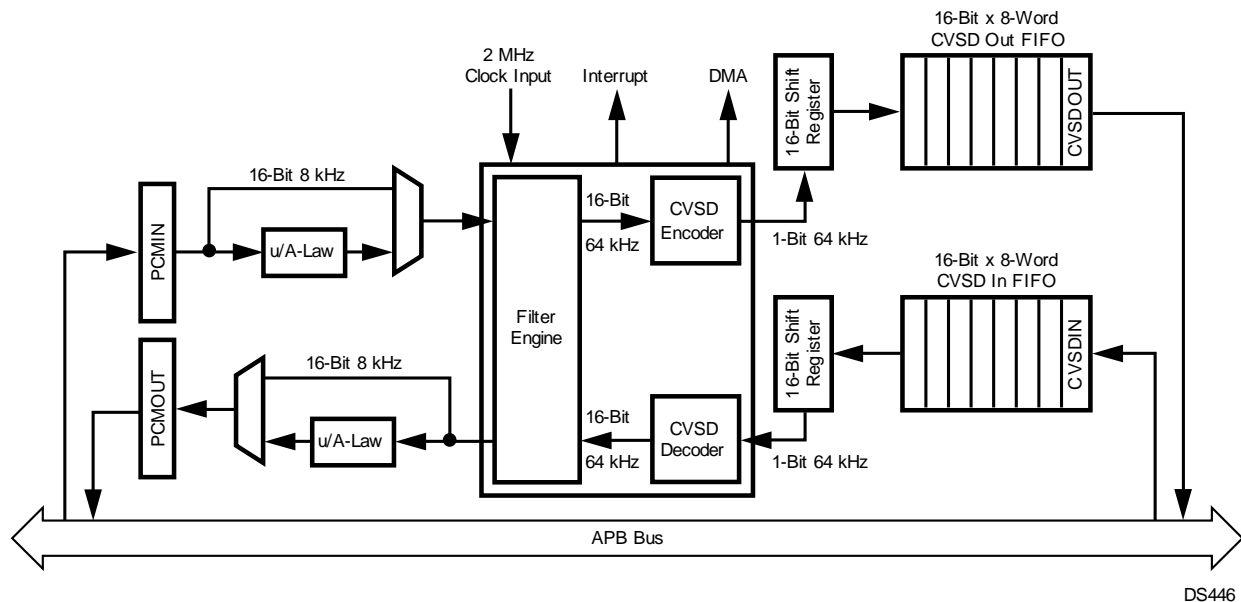 16-Bit x 8-Word
CVSD Out FIFO
2 MHz
Clock Input
Interrupt
DMA
16-Bit Shift
Register
CVSDOUT
16-Bit 8 kHz
PCMIN
u/A-Law
16-Bit
64 kHz
CVSD
Encoder
1-Bit 64 kHz
16-Bit x 8-Word
CVSD In FIFO
Filter
Engine
16-Bit Shift
Register
CVSDIN
16-Bit 8 kHz
PCMOUT
u/A-Law
16-Bit
64 kHz
CVSD
Decoder
1-Bit 64 kHz
APB Bus
DS446